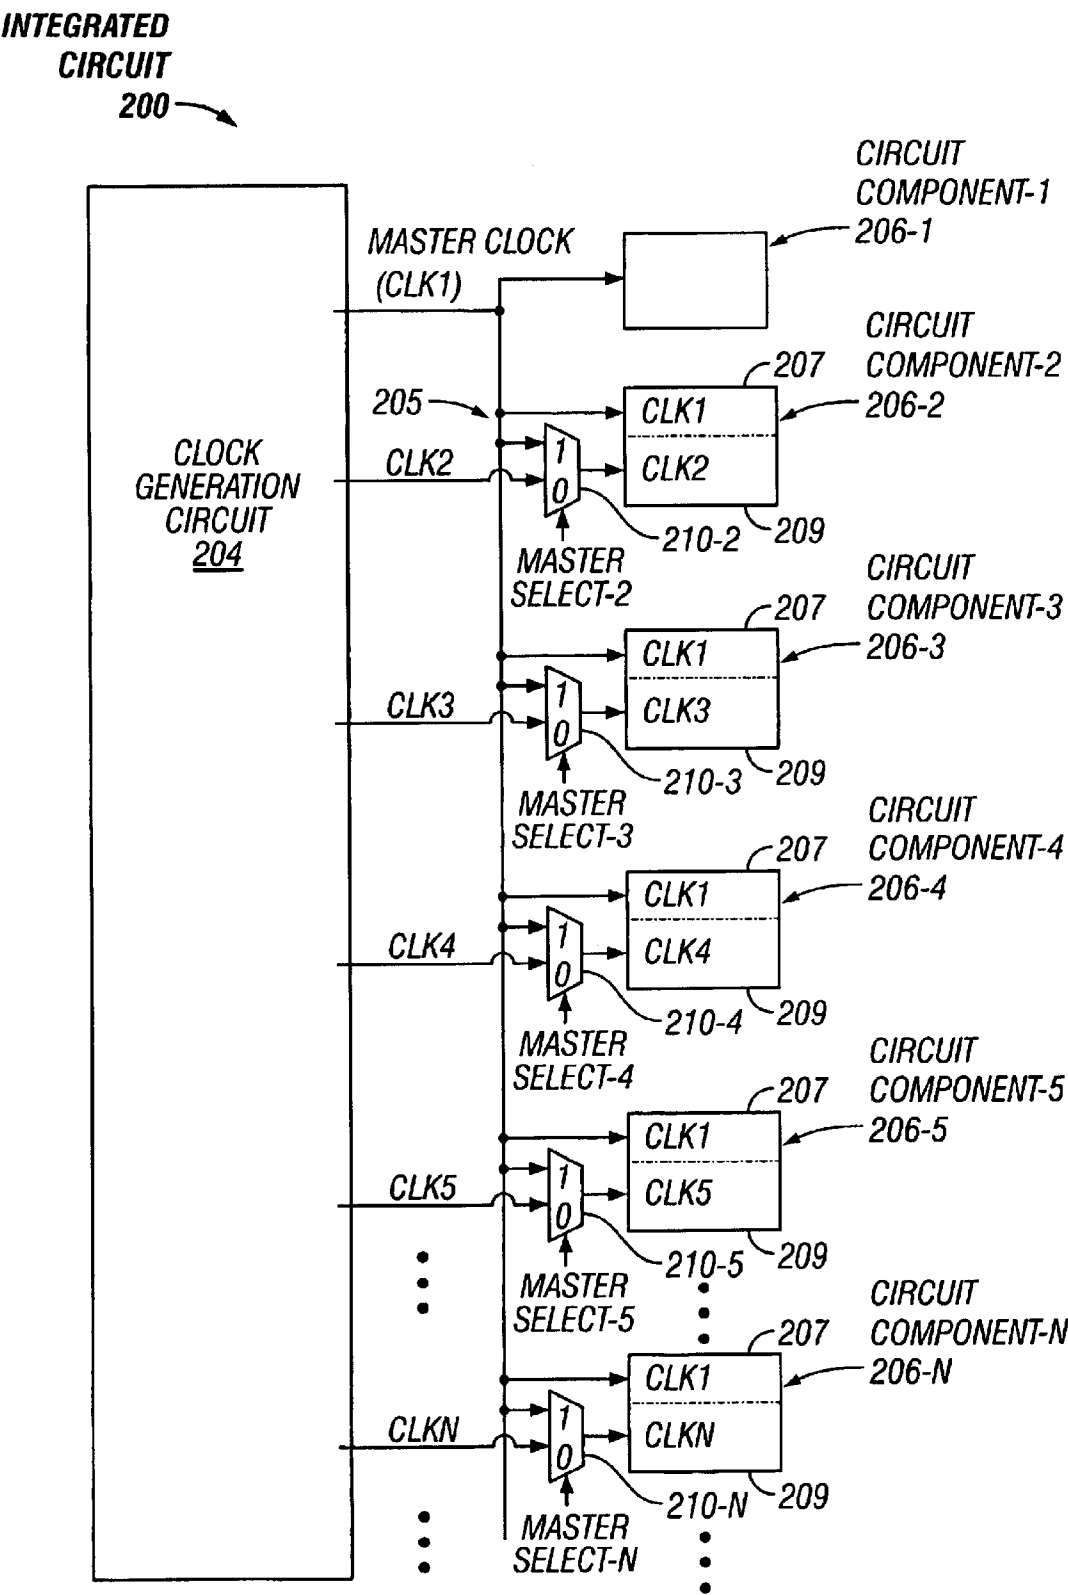 INTEGRATED
CIRCUIT
200
CIRCUIT
COMPONENT-1
206-1
MASTER CLOCK
(CLK1)
CIRCUIT
COMPONENT-2
206-2
207
205
CLK1
CLOCK
GENERATION
CIRCUIT
204
CLK2
1
0
CLK2
209
210-2
MASTER
SELECT-2
CIRCUIT
COMPONENT-3
206-3
207
CLK1
CLK3
1
0
CLK3
209
210-3
MASTER
SELECT-3
CIRCUIT
COMPONENT-4
206-4
207
CLK1
CLK4
1
0
CLK4
209
210-4
MASTER
SELECT-4
CIRCUIT
COMPONENT-5
206-5
207
CLK1
CLK5
1
0
CLK5
209
210-5
MASTER
SELECT-5
CIRCUIT
COMPONENT-N
206-N
207
CLK1
CLKN
1
0
CLKN
209
210-N
MASTER
SELECT-N